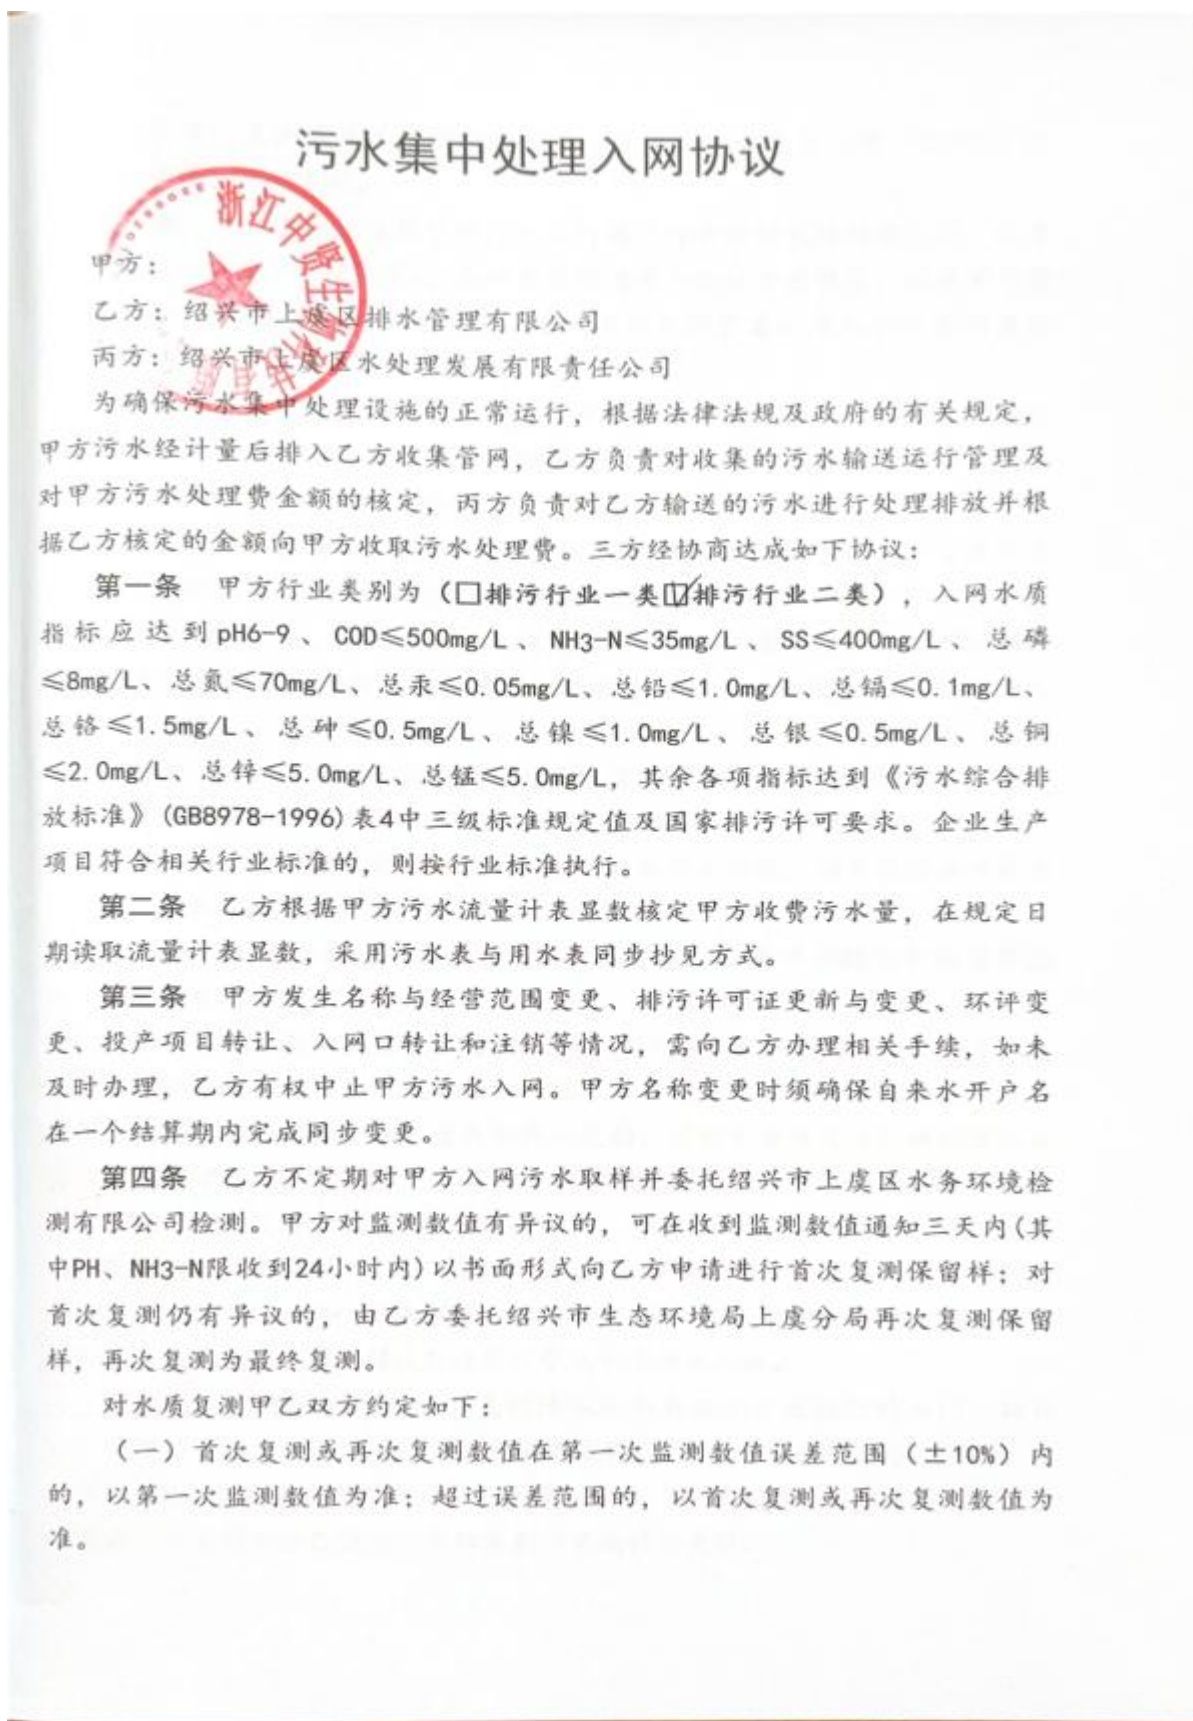 污水集中处理入网协议
浙江中质生
甲方：
乙方：绍兴市上虞区排水管理有限公司
丙方：绍兴市上虞区水处理发展有限责任公司
为确保污水集中处理设施的正常运行，根据法律法规及政府的有关规定，
甲方污水经计量后排入乙方收集管网，乙方负责对收集的污水输送运行管理及
对甲方污水处理费金额的核定，丙方负责对乙方输送的污水进行处理排放并根
据乙方核定的金额向甲方收取污水处理费。三方经协商达成如下协议：
第一条 甲方行业类别为（□排污行业一类☑排污行业二类），入网水质
指标应达到pH6-9、COD≤500mg/L、NH3-N≤35mg/L、SS≤400mg/L、总磷
≤8mg/L、总氮≤70mg/L、总汞≤0.05mg/L、总铅≤1.0mg/L、总镉≤0.1mg/L、
总铬≤1.5mg/L、总砷≤0.5mg/L、总镍≤1.0mg/L、总银≤0.5mg/L、总铜
≤2.0mg/L、总锌≤5.0mg/L、总锰≤5.0mg/L，其余各项指标达到《污水综合排
放标准》(GB8978-1996)表4中三级标准规定值及国家排污许可要求。企业生产
项目符合相关行业标准的，则按行业标准执行。
第二条 乙方根据甲方污水流量计表显数核定甲方收费污水量，在规定日
期读取流量计表显数，采用污水表与用水表同步抄见方式。
第三条 甲方发生名称与经营范围变更、排污许可证更新与变更、环评变
更、投产项目转让、入网口转让和注销等情况，需向乙方办理相关手续，如未
及时办理，乙方有权中止甲方污水入网。甲方名称变更时须确保自来水开户名
在一个结算期内完成同步变更。
第四条 乙方不定期对甲方入网污水取样并委托绍兴市上虞区水务环境检
测有限公司检测。甲方对监测数值有异议的，可在收到监测数值通知三天内(其
中PH、NH3-N限收到24小时内)以书面形式向乙方申请进行首次复测保留样；对
首次复测仍有异议的，由乙方委托绍兴市生态环境局上虞分局再次复测保留
样，再次复测为最终复测。
对水质复测甲乙双方约定如下：
（一）首次复测或再次复测数值在第一次监测数值误差范围（±10%）内
的，以第一次监测数值为准；超过误差范围的，以首次复测或再次复测数值为
准。